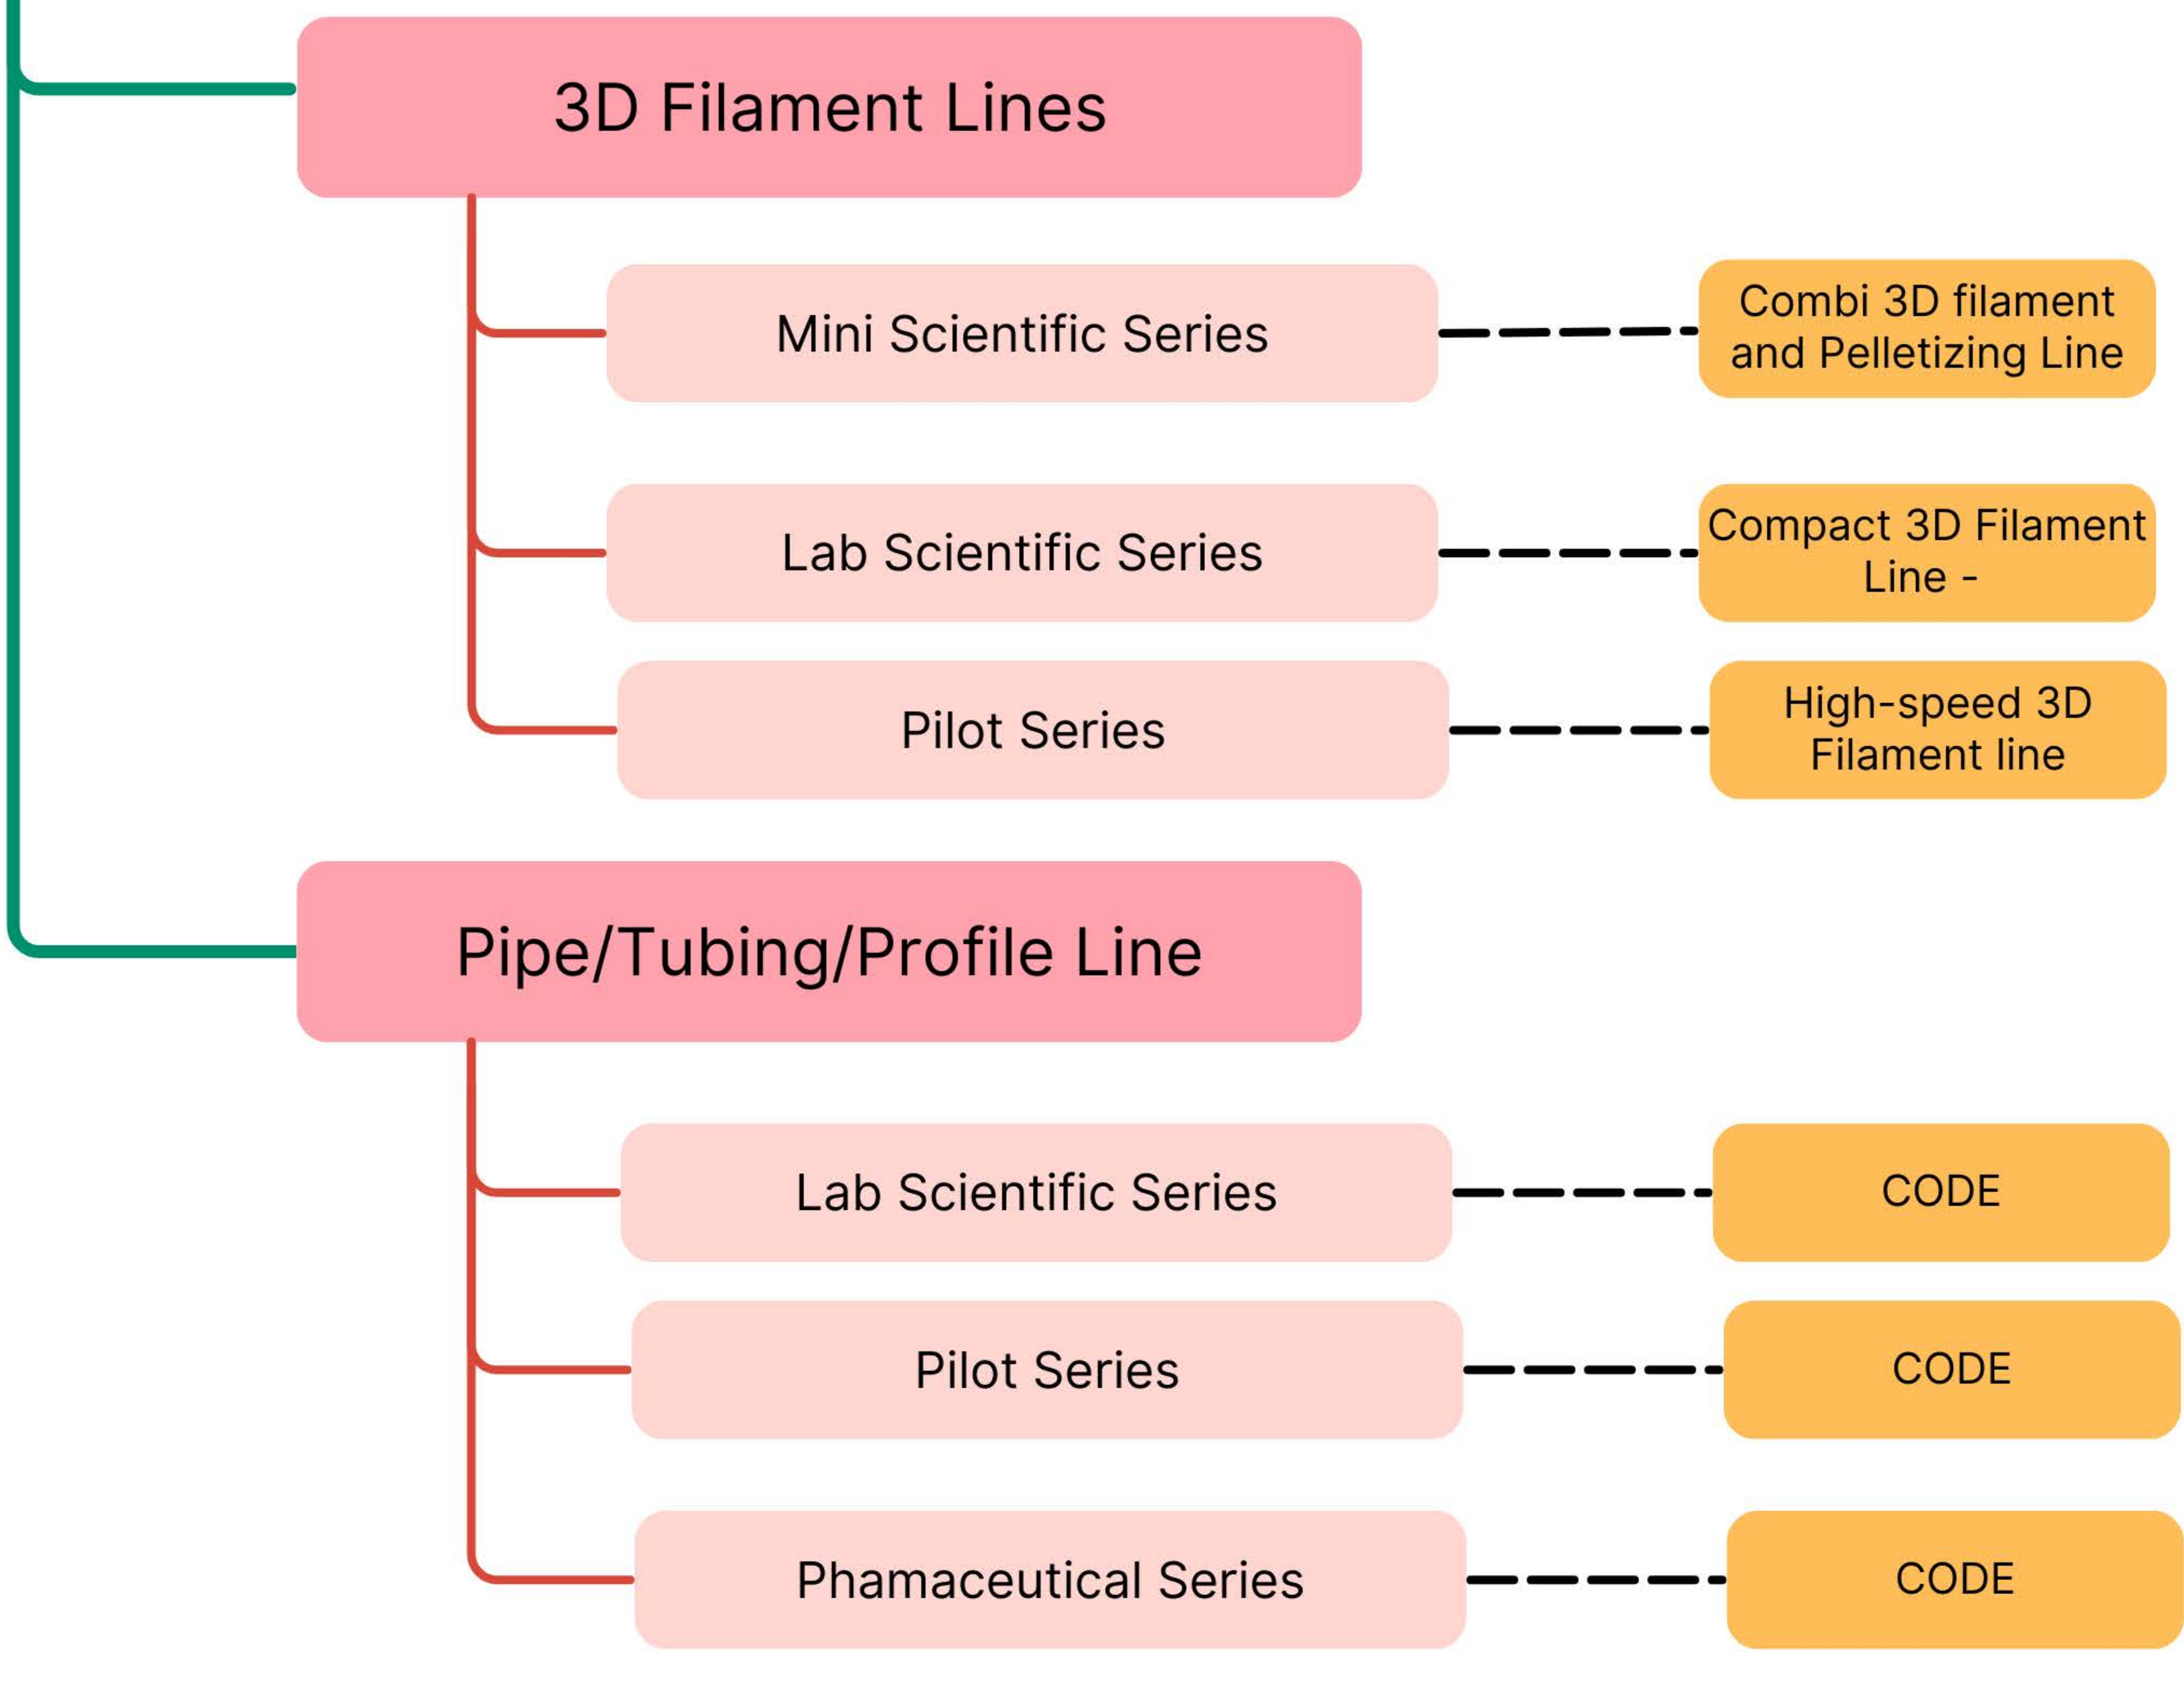 3D Filament Lines
Mini Scientific Series
Combi 3D filament
and Pelletizing Line
Lab Scientific Series
Compact 3D Filament
Line -
Pilot Series
High-speed 3D
Filament line
Pipe/Tubing/Profile Line
Lab Scientific Series
CODE
Pilot Series
CODE
Phamaceutical Series
CODE